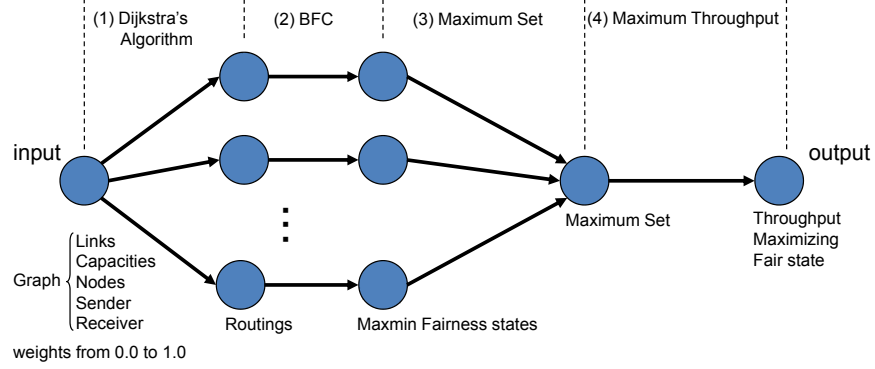 (1) Dijkstra's
Algorithm
(2) BFC
(3) Maximum Set
(4) Maximum Throughput
input
output
Maximum Set
Throughput
Maximizing
Fair state
Graph
Links
Capacities
Nodes
Sender
Receiver
Routings
Maxmin Fairness states
weights from 0.0 to 1.0